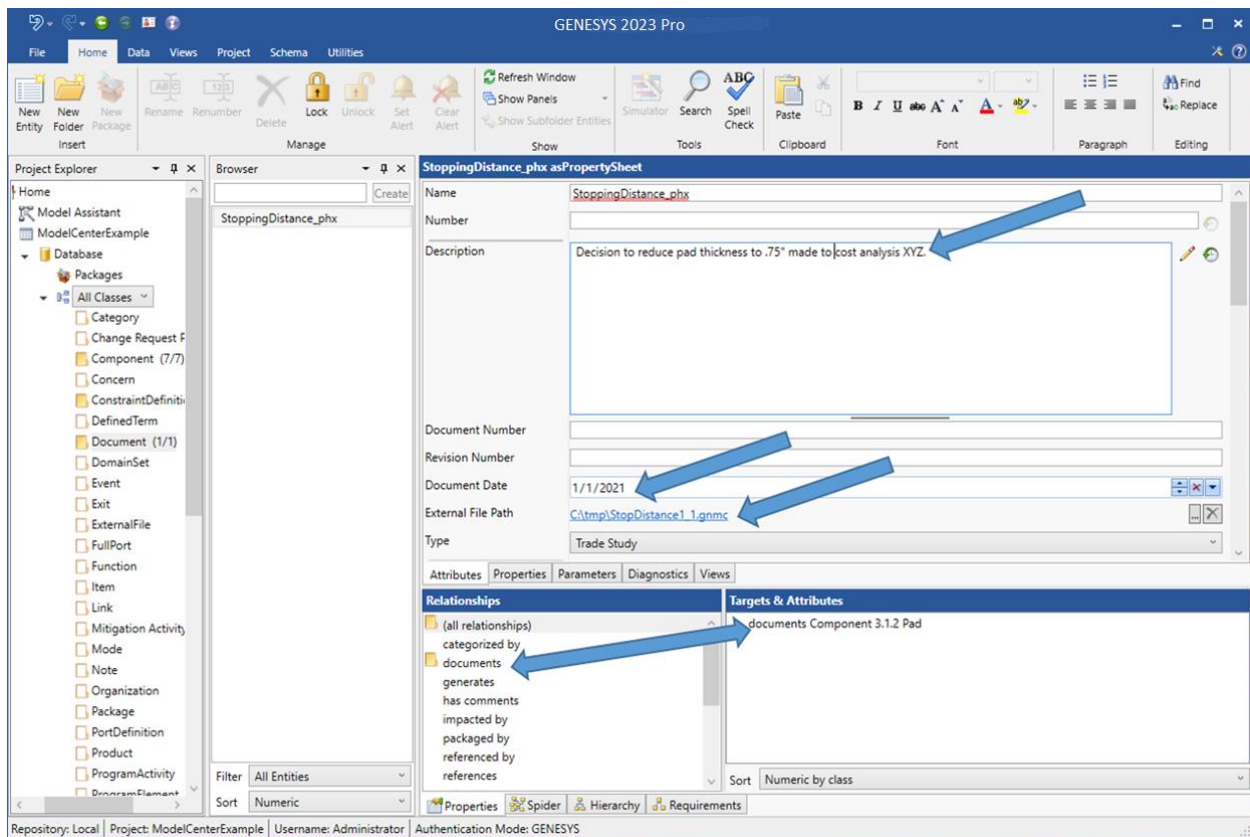 GENESYS 2023 Pro
File Home Data Views Project Schema Utilities
New Entity
New Folder
New Package
Rename
Renumber
Delete
Lock
Unlock
Set Alert
Clear Alert
Refresh Window
Show Panels
Show Subfolder Entities
Simulator
Search
ABC
Spell Check
Paste
B I U abc A A A ab
Find
Replace
Insert Manage Show Tools Clipboard Font Paragraph Editing
Project Explorer
Home
Model Assistant
ModelCenterExample
Database
Packages
All Classes
Category
Change Request P
Component (7/7)
Concern
ConstraintDefiniti
DefinedTerm
Document (1/1)
DomainSet
Event
Exit
ExternalFile
FullPort
Function
Item
Link
Mitigation Activity
Mode
Note
Organization
Package
PortDefinition
Product
ProgramActivity
ProgramElement
Browser
Create
StoppingDistance_phx
Filter All Entities
Sort Numeric
StoppingDistance_phx asPropertySheet
Name StoppingDistance_phx
Number
Description Decision to reduce pad thickness to .75" made to cost analysis XYZ.
Document Number
Revision Number
Document Date 1/1/2021
External File Path C:\tmp\StopDistance1_1.gnmc
Type Trade Study
Attributes Properties Parameters Diagnostics Views
Relationships
(all relationships)
categorized by
documents
generates
has comments
impacted by
packaged by
referenced by
references
Targets & Attributes
documents Component 3.1.2 Pad
Sort Numeric by class
Properties Spider Hierarchy Requirements
Repository: Local Project: ModelCenterExample Username: Administrator Authentication Mode: GENESYS